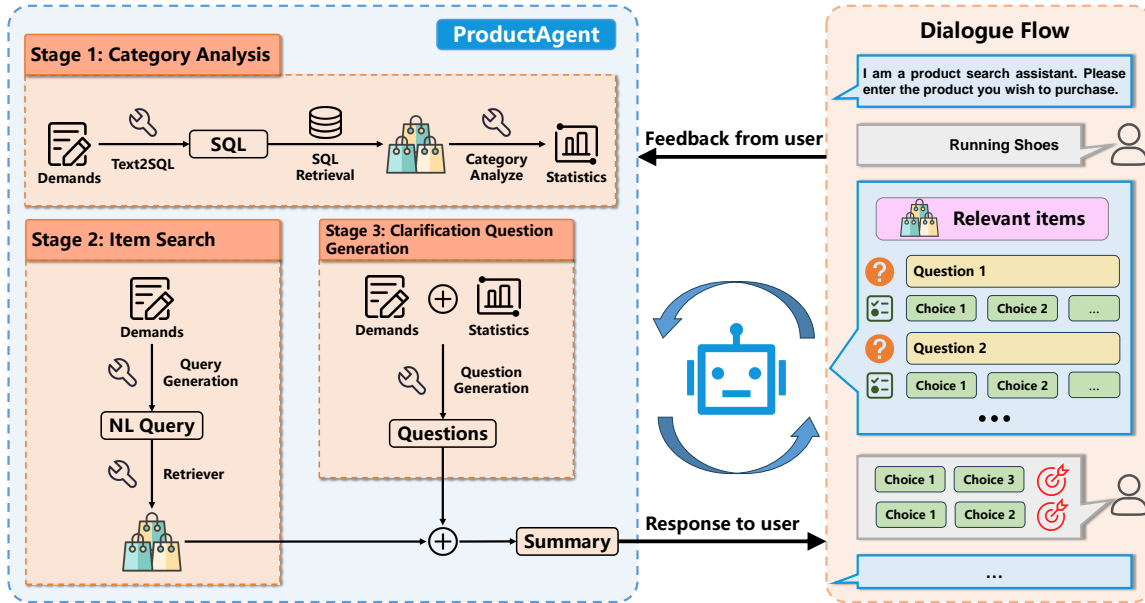 ProductAgent
Stage 1: Category Analysis
Demands
Text2SQL
SQL
SQL
Retrieval
Category
Analyze
Statistics
Stage 2: Item Search
Demands
Query
Generation
NL Query
Retriever
Stage 3: Clarification Question
Generation
Demands
Statistics
Question
Generation
Questions
Summary
Feedback from user
Response to user
Dialogue Flow
I am a product search assistant. Please
enter the product you wish to purchase.
Running Shoes
Relevant items
Question 1
Choice 1 Choice 2 ...
Question 2
Choice 1 Choice 2 ...
•••
Choice 1 Choice 3
Choice 1 Choice 2
...